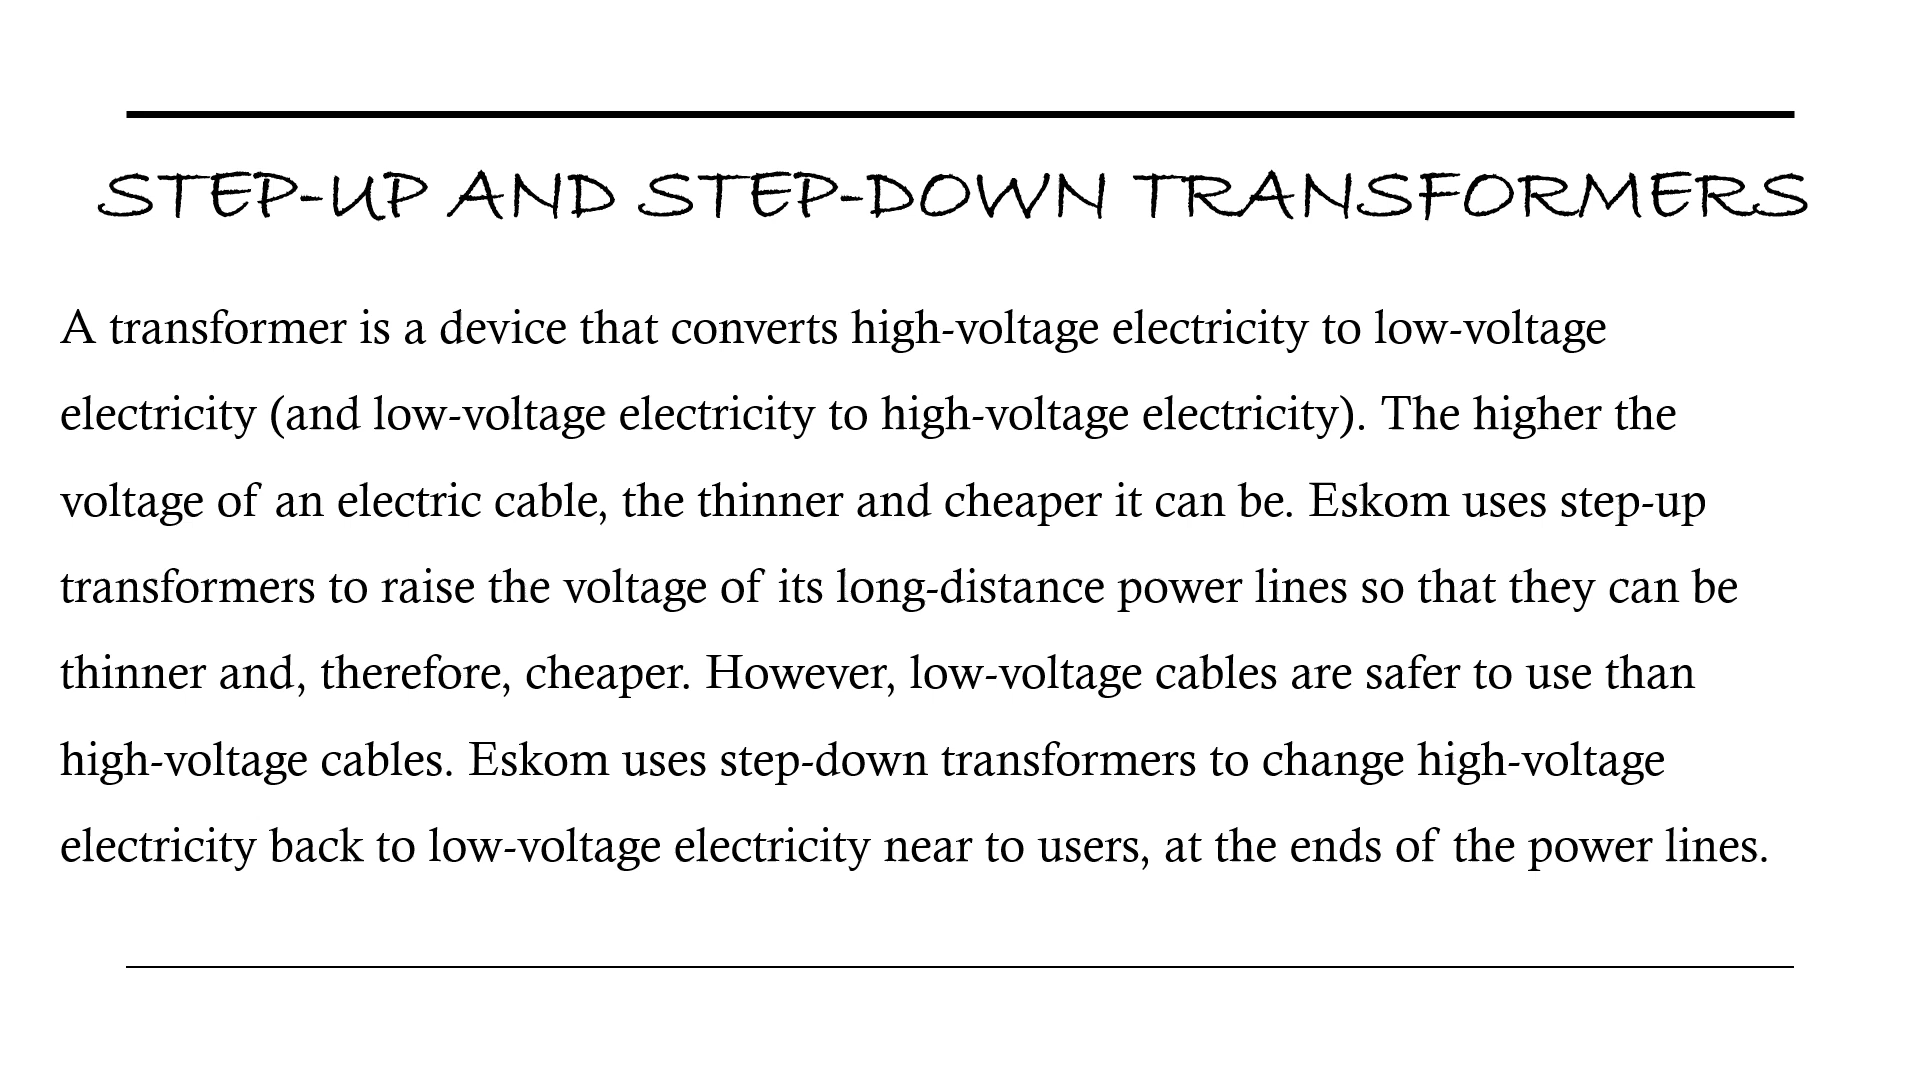 STEP-UP AND STEP-DOWN TRANSFORMERS
A transformer is a device that converts high-voltage electricity to low-voltage
electricity (and low-voltage electricity to high-voltage electricity). The higher the
voltage of an electric cable, the thinner and cheaper it can be. Eskom uses step-up
transformers to raise the voltage of its long-distance power lines so that they can be
thinner and, therefore, cheaper. However, low-voltage cables are safer to use than
high-voltage cables. Eskom uses step-down transformers to change high-voltage
electricity back to low-voltage electricity near to users, at the ends of the power lines.